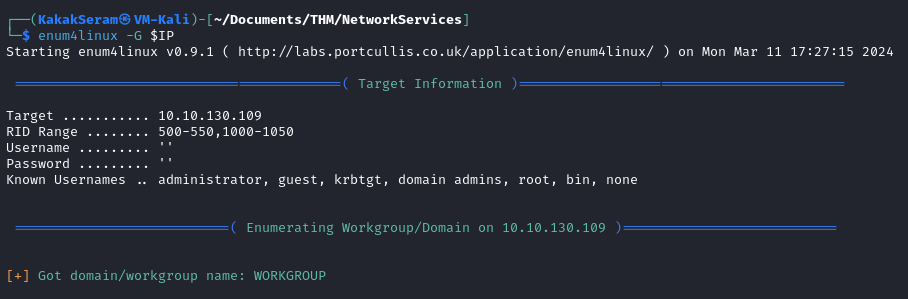 ┌──(KakakSeram㉿VM-Kali)-[~/Documents/THM/NetworkServices]
└─$ enum4linux -G $IP
Starting enum4linux v0.9.1 ( http://labs.portcullis.co.uk/application/enum4linux/ ) on Mon Mar 11 17:27:15 2024
=========================================( Target Information )=========================================
Target ........... 10.10.130.109
RID Range ........ 500-550,1000-1050
Username ......... ''
Password ......... ''
Known Usernames .. administrator, guest, krbtgt, domain admins, root, bin, none
===========================( Enumerating Workgroup/Domain on 10.10.130.109 )===========================
[+] Got domain/workgroup name: WORKGROUP